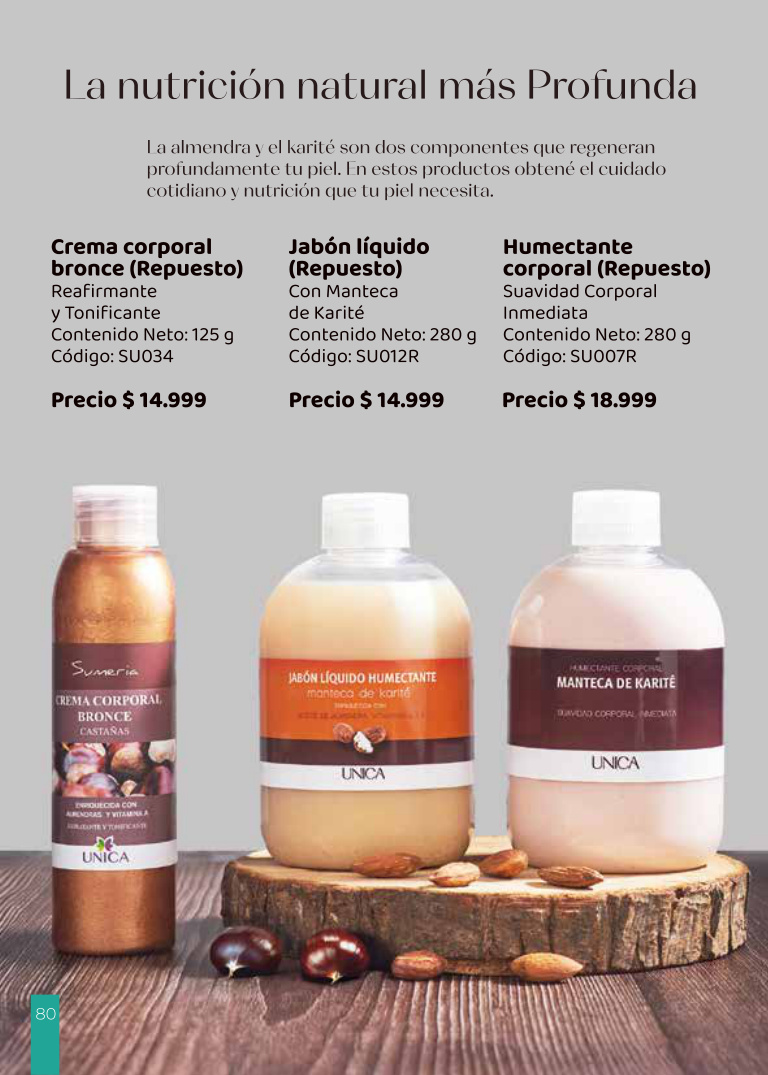 La nutrición natural más Profunda
La almendra y el karité son dos componentes que regeneran
profundamente tu piel. En estos productos obtené el cuidado
cotidiano y nutrición que tu piel necesita.
Crema corporal
bronce (Repuesto)
Reafirmante
y Tonificante
Contenido Neto: 125 g
Código: SU034
Precio $ 14.999
Jabón líquido
(Repuesto)
Con Manteca
de Karité
Contenido Neto: 280 g
Código: SU012R
Precio $ 14.999
Humectante
corporal (Repuesto)
Suavidad Corporal
Inmediata
Contenido Neto: 280 g
Código: SU007R
Precio $ 18.999
Sumeria
CREMA CORPORAL
BRONCE
CASTAÑAS
ENRIQUECIDA CON
ALMENDRAS Y VITAMINA A
Y TONIFICANTE
UNICA
JABÓN LÍQUIDO HUMECTANTE
manteca de karité
ENRIQUECIDA CON
UNICA
HUMECTANTE CORPORAL
MANTECA DE KARITÉ
SUAVIDAD CORPORAL INMEDIATA
UNICA
80